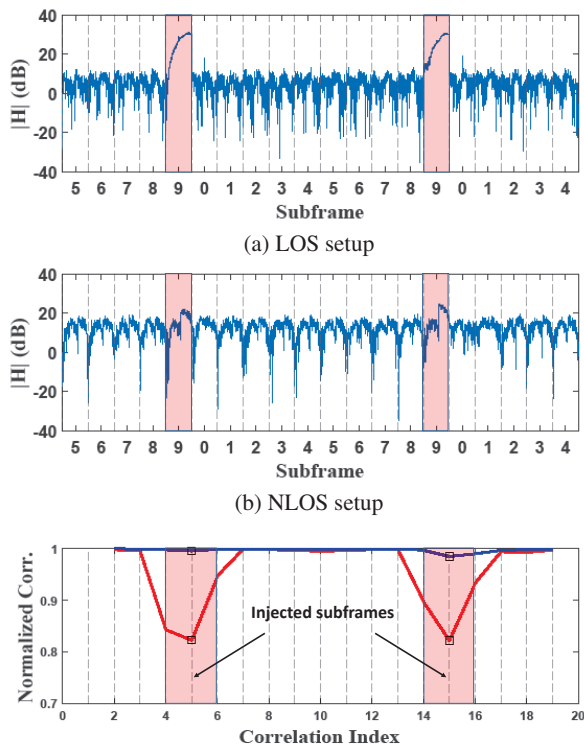 40
20
0
-20
-40
|H| (dB)
5 6 7 8 9 0 1 2 3 4 5 6 7 8 9 0 1 2 3 4
Subframe
(a) LOS setup
40
20
0
-20
-40
|H| (dB)
5 6 7 8 9 0 1 2 3 4 5 6 7 8 9 0 1 2 3 4
Subframe
(b) NLOS setup
1
0.9
0.8
0.7
Normalized Corr.
Injected subframes
0 2 4 5 6 8 10 12 14 15 16 18 20
Correlation Index